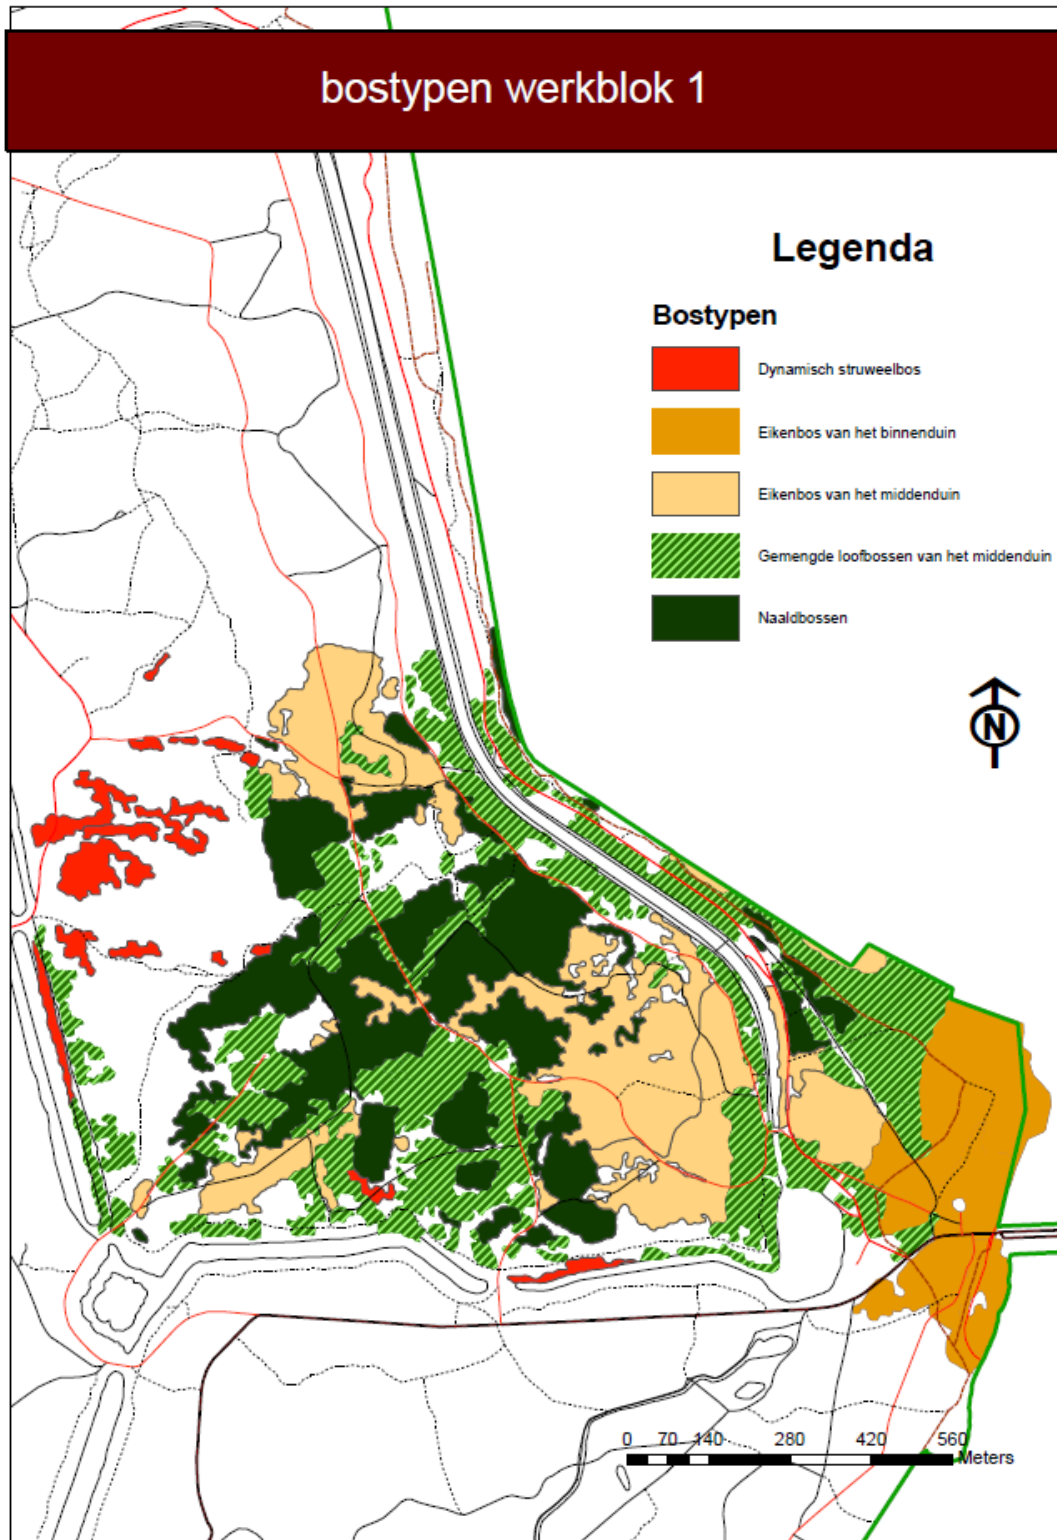 bostypen werkblok 1
Legenda
Bostypen
Dynamisch struweelbos
Eikenbos van het binnenduin
Eikenbos van het middenduin
Gemengde loofbossen van het middenduin
Naaldbossen
N
0 70 140 280 420 560
Meters